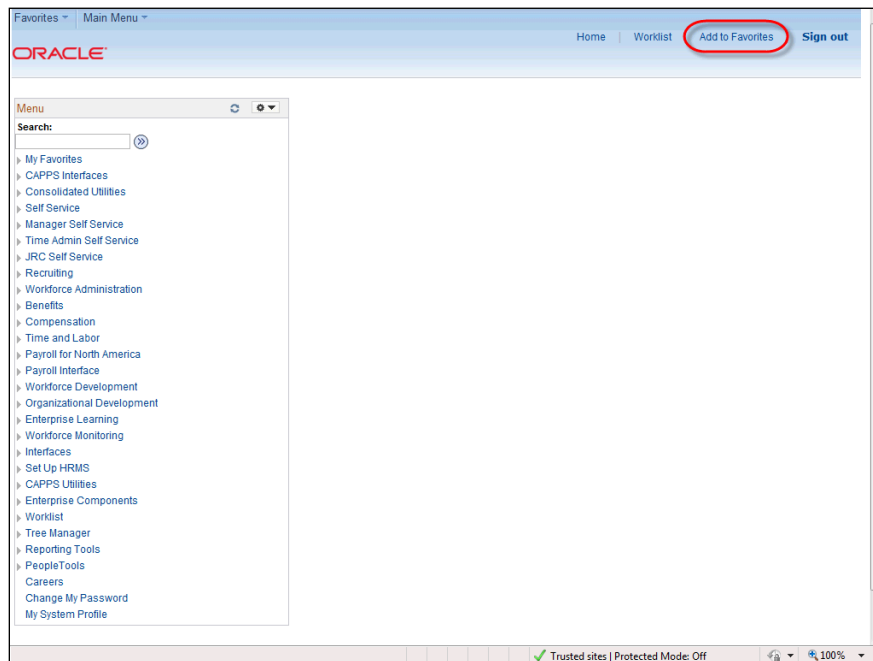 Favorites Main Menu
Home Worklist Add to Favorites Sign out
ORACLE
Menu
Search:
My Favorites
CAPPS Interfaces
Consolidated Utilities
Self Service
Manager Self Service
Time Admin Self Service
JRC Self Service
Recruiting
Workforce Administration
Benefits
Compensation
Time and Labor
Payroll for North America
Payroll Interface
Workforce Development
Organizational Development
Enterprise Learning
Workforce Monitoring
Interfaces
Set Up HRMS
CAPPS Utilities
Enterprise Components
Worklist
Tree Manager
Reporting Tools
PeopleTools
Careers
Change My Password
My System Profile
Trusted sites | Protected Mode: Off 100%